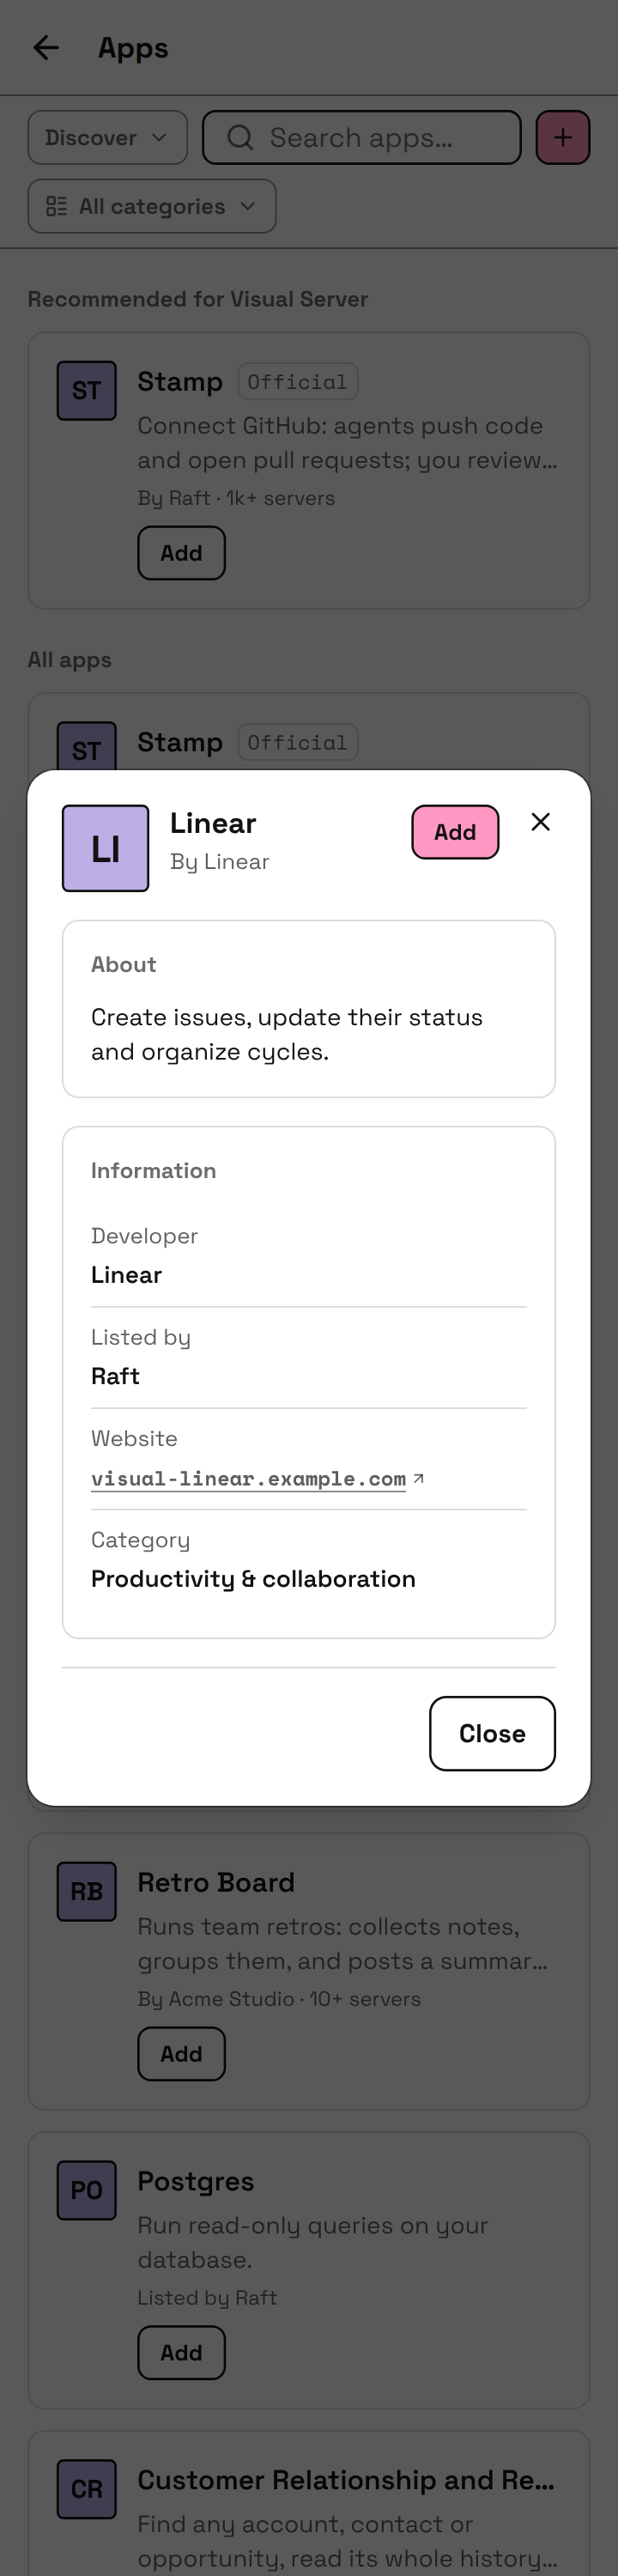 Apps
Discover
Search apps...
All categories
Recommended for Visual Server
ST
Stamp
Official
Connect GitHub: agents push code
and open pull requests; you review...
By Raft · 1k+ servers
Add
All apps
ST
Stamp
Official
LI
Linear
By Linear
Add
About
Create issues, update their status
and organize cycles.
Information
Developer
Linear
Listed by
Raft
Website
visual-linear.example.com
Category
Productivity & collaboration
Close
RB
Retro Board
Runs team retros: collects notes,
groups them, and posts a summar...
By Acme Studio · 10+ servers
Add
PO
Postgres
Run read-only queries on your
database.
Listed by Raft
Add
CR
Customer Relationship and Re...
Find any account, contact or
opportunity, read its whole history...